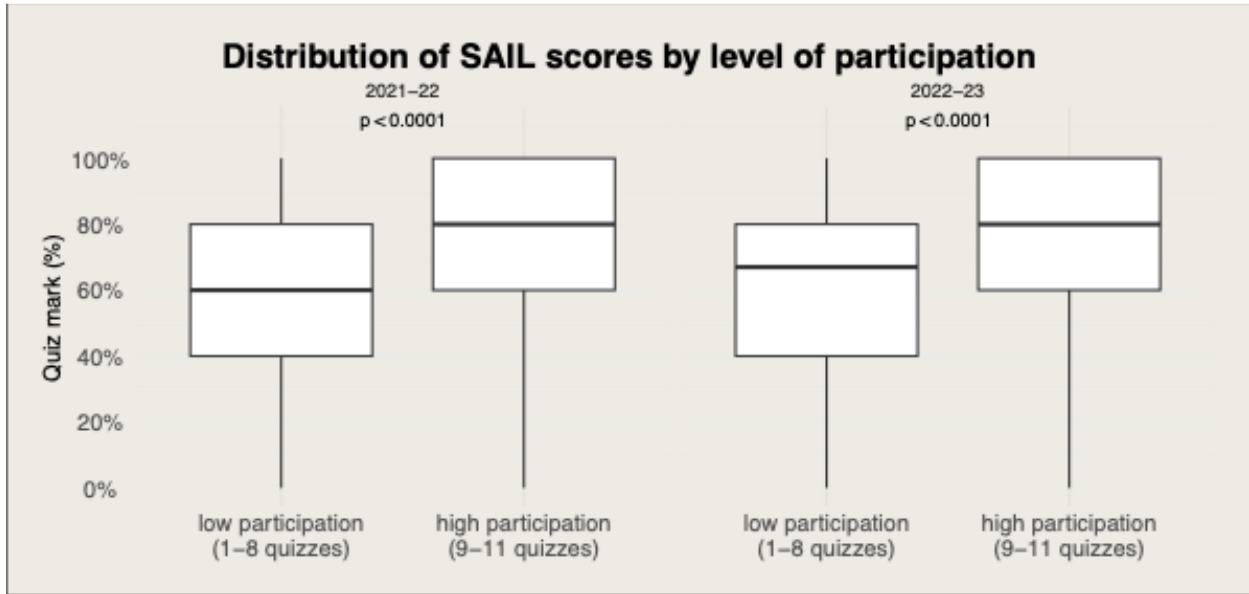 Distribution of SAIL scores by level of participation
2021–22
p<0.0001
2022–23
p<0.0001
Quiz mark (%)
100%
80%
60%
40%
20%
0%
low participation
(1–8 quizzes)
high participation
(9–11 quizzes)
low participation
(1–8 quizzes)
high participation
(9–11 quizzes)